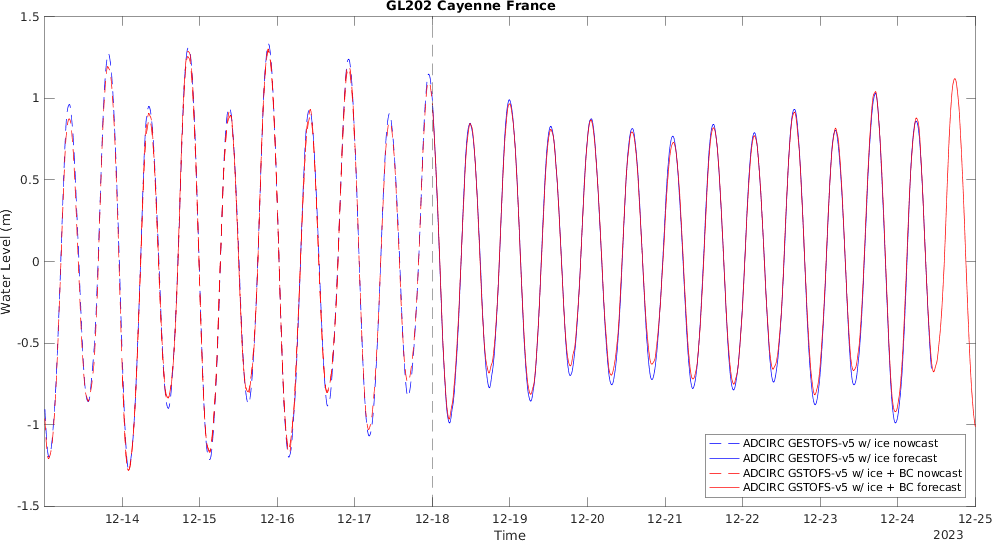 GL202 Cayenne France
1.5
1
0.5
0
-0.5
-1
-1.5
Water Level (m)
12-14
12-15
12-16
12-17
12-18
12-19
12-20
12-21
12-22
12-23
12-24
12-25
Time
2023
ADCIRC GESTOFS-v5 w/ ice nowcast
ADCIRC GESTOFS-v5 w/ ice forecast
ADCIRC GSTOFS-v5 w/ ice + BC nowcast
ADCIRC GSTOFS-v5 w/ ice + BC forecast